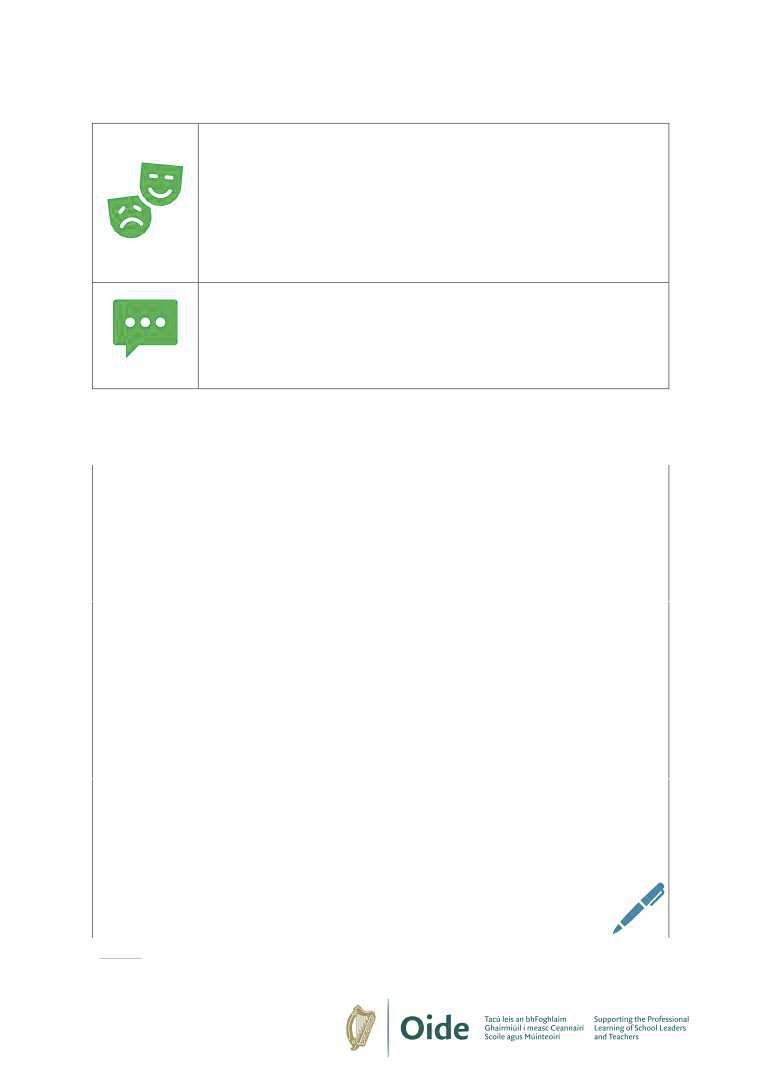 Oide
Tacú leis an bhFoghlaim
Ghairmiúil i measc Ceannairí
Scoile agus Múinteoirí
Supporting the Professional
Learning of School Leaders
and Teachers